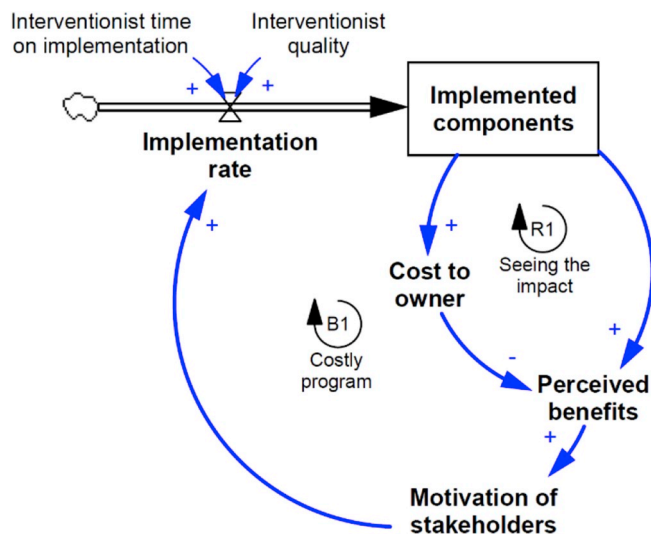 Interventionist time
on implementation
Interventionist
quality
+
+
Implementation
rate
Implemented
components
+
+
R1
Seeing the
impact
Cost to
owner
B1
Costly
program
+
-
Perceived
benefits
+
Motivation of
stakeholders